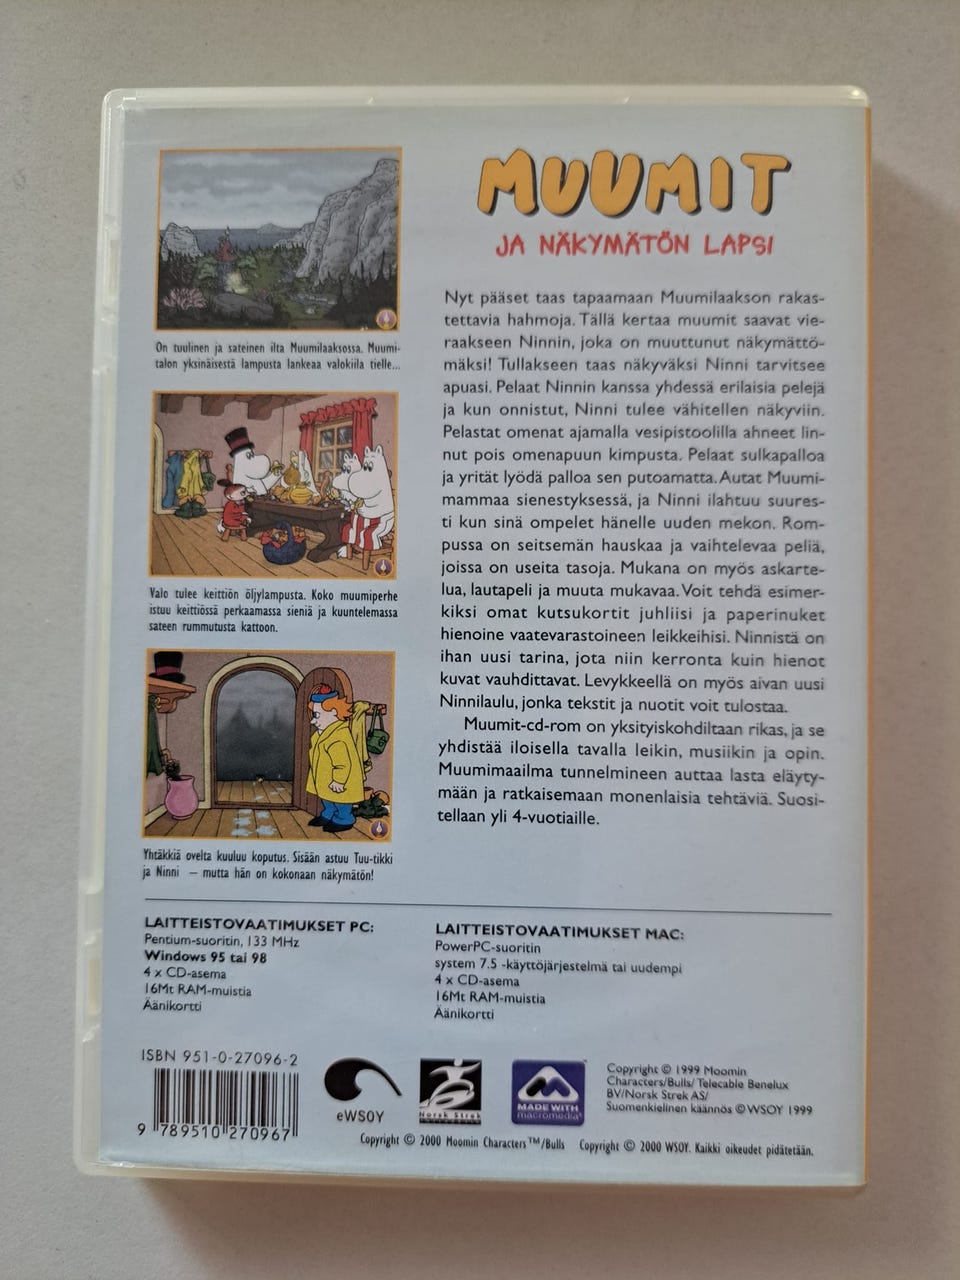 MUUMIT
JA NÄKYMÄTÖN LAPSI
On tuulinen ja sateinen ilta Muumilaaksossa. Muumi-
talon yksinäisestä lampusta lankeaa valokiila tielle...
Valo tulee keittiön öljylampusta. Koko muumiperhe
istuu keittiössä perkaamassa sieniä ja kuuntelemassa
sateen rummutusta kattoon.
Yhtäkkiä ovelta kuuluu koputus. Sisään astuu Tuu-tikki
ja Ninni – mutta hän on kokonaan näkymätön!
Nyt pääset taas tapaamaan Muumilaakson rakas-
tettavia hahmoja. Tällä kertaa muumit saavat vie-
raakseen Ninnin, joka on muuttunut näkymättö-
mäksi! Tullakseen taas näkyväksi Ninni tarvitsee
apuasi. Pelaat Ninnin kanssa yhdessä erilaisia pelejä
ja kun onnistut, Ninni tulee vähitellen näkyviin.
Pelastat omenat ajamalla vesipistoolilla ahneet lin-
nut pois omenapuun kimpusta. Pelaat sulkapalloa
ja yrität lyödä palloa sen putoamatta. Autat Muumi-
mammaa sienestyksessä, ja Ninni ilahtuu suures-
ti kun sinä ompelet hänelle uuden mekon. Rom-
pussa on seitsemän hauskaa ja vaihtelevaa peliä,
joissa on useita tasoja. Mukana on myös askarte-
lua, lautapeli ja muuta mukavaa. Voit tehdä esimer-
kiksi omat kutsukortit juhliisi ja paperinuket
hienoine vaatevarastoineen leikkeihisi. Ninnistä on
ihan uusi tarina, jota niin kerronta kuin hienot
kuvat vauhdittavat. Levykkeellä on myös aivan uusi
Ninnilaulu, jonka tekstit ja nuotit voit tulostaa.
Muumit-cd-rom on yksityiskohdiltaan rikas, ja se
yhdistää iloisella tavalla leikin, musiikin ja opin.
Muumimaailma tunnelmineen auttaa lasta eläyty-
mään ja ratkaisemaan monenlaisia tehtäviä. Suosi-
tellaan yli 4-vuotiaille.
LAITTEISTOVAATIMUKSET PC:
Pentium-suoritin, 133 MHz
Windows 95 tai 98
4 x CD-asema
16Mt RAM-muistia
Äänikortti
LAITTEISTOVAATIMUKSET MAC:
PowerPC-suoritin
system 7.5 -käyttöjärjestelmä tai uudempi
4 x CD-asema
16Mt RAM-muistia
Äänikortti
ISBN 951-0-27096-2
9 789510 270967
eWSOY
Norsk Strek
MADE WITH
macromedia
Copyright © 1999 Moomin
Characters/Bulls/ Telecable Benelux
BV/Norsk Strek AS/
Suomenkielinen käännös © WSOY 1999
Copyright © 2000 Moomin Characters™/Bulls Copyright © 2000 WSOY. Kaikki oikeudet pidätetään.